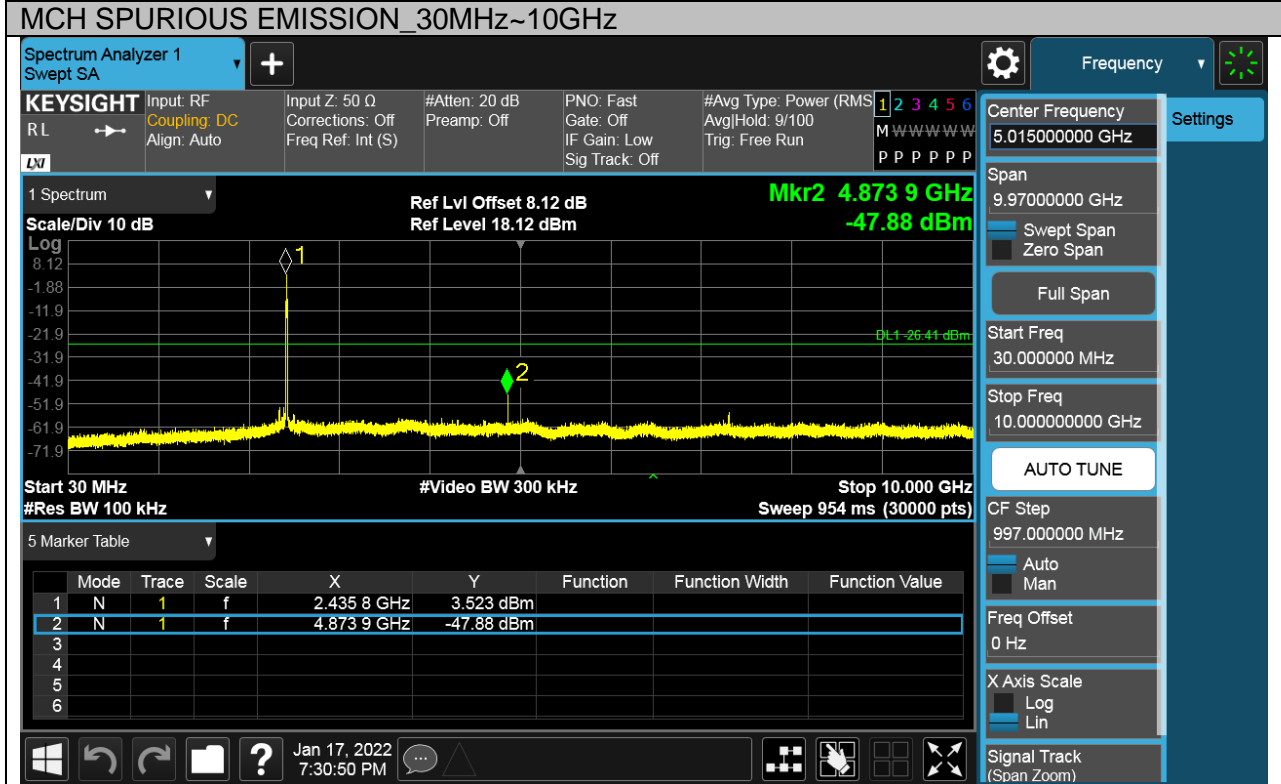 MCH SPURIOUS EMISSION_30MHz~10GHz
Spectrum Analyzer 1
Swept SA
+
Frequency
KEYSIGHT
RL
LXI
Input: RF
Coupling: DC
Align: Auto
Input Z: 50 Ω
Corrections: Off
Freq Ref: Int (S)
#Atten: 20 dB
Preamp: Off
PNO: Fast
Gate: Off
IF Gain: Low
Sig Track: Off
#Avg Type: Power (RMS
Avg|Hold: 9/100
Trig: Free Run
1 2 3 4 5 6
M W W W W W
P P P P P P
Settings
1 Spectrum
Scale/Div 10 dB
Ref Lvl Offset 8.12 dB
Ref Level 18.12 dBm
Mkr2 4.873 9 GHz
-47.88 dBm
Log
8.12
-1.88
-11.9
-21.9
-31.9
-41.9
-51.9
-61.9
-71.9
1
2
DL1 -26.41 dBm
Start 30 MHz
#Video BW 300 kHz
Stop 10.000 GHz
#Res BW 100 kHz
Sweep 954 ms (30000 pts)
5 Marker Table
Mode Trace Scale X Y Function Function Width Function Value
1 N 1 f 2.435 8 GHz 3.523 dBm
2 N 1 f 4.873 9 GHz -47.88 dBm
3
4
5
6
Center Frequency
5.015000000 GHz
Span
9.97000000 GHz
Swept Span
Zero Span
Full Span
Start Freq
30.000000 MHz
Stop Freq
10.000000000 GHz
AUTO TUNE
CF Step
997.000000 MHz
Auto
Man
Freq Offset
0 Hz
X Axis Scale
Log
Lin
Signal Track
(Span Zoom)
?
Jan 17, 2022
7:30:50 PM